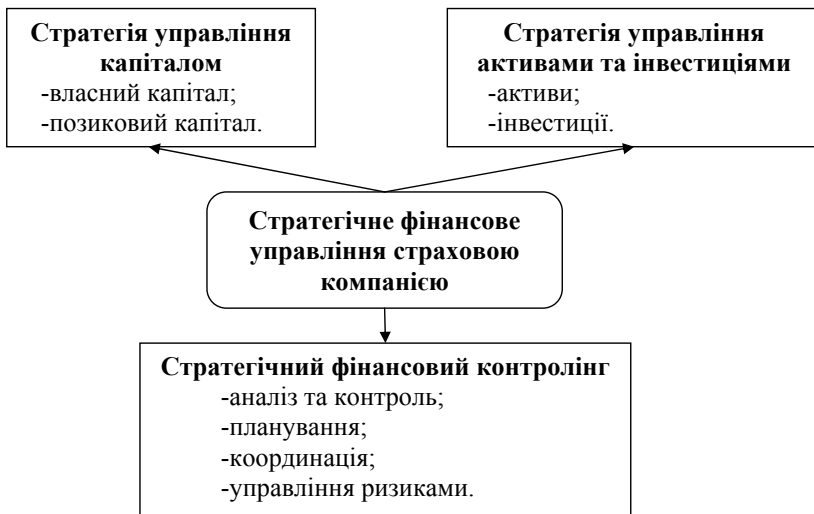 Стратегія управління
капіталом
-власний капітал;
-позиковий капітал.
Стратегія управління
активами та інвестиціями
-активи;
-інвестиції.
Стратегічне фінансове
управління страховою
компанією
Стратегічний фінансовий контролінг
-аналіз та контроль;
-планування;
-координація;
-управління ризиками.